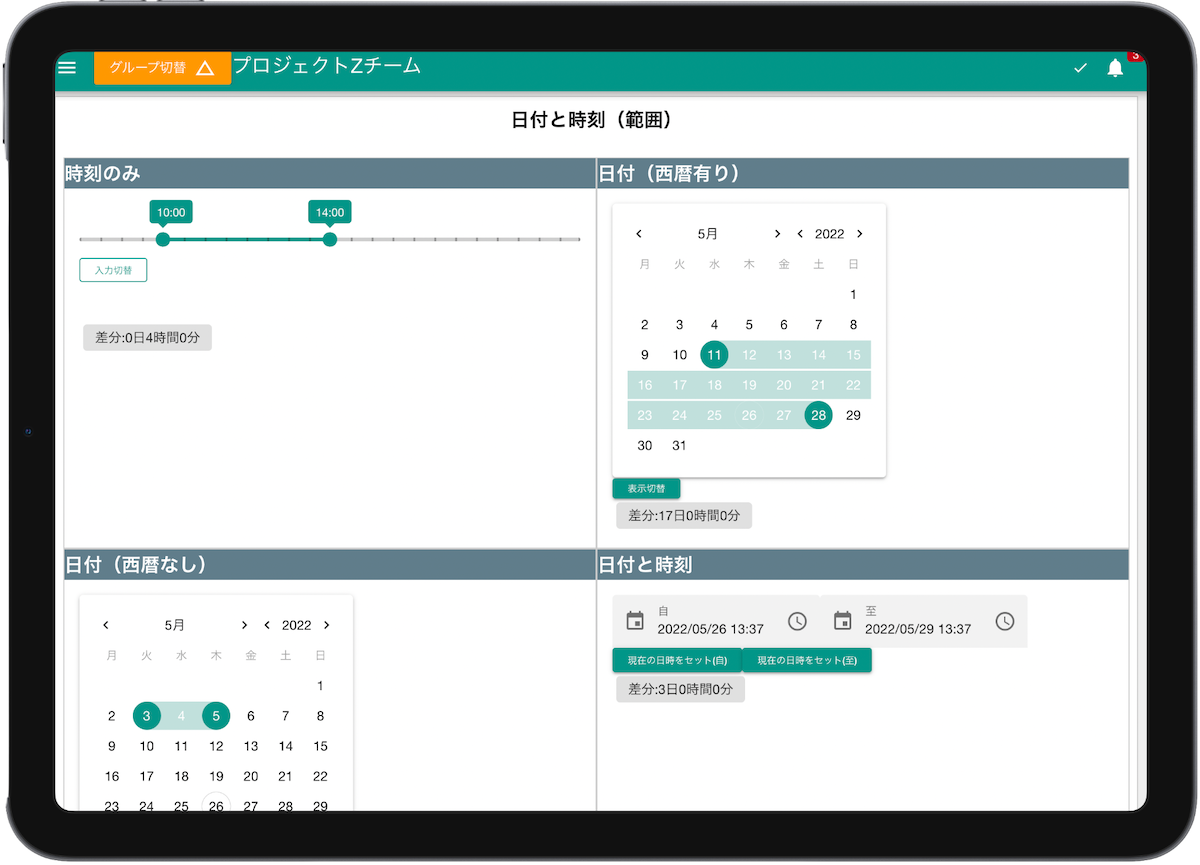 グループ切替
プロジェクトZチーム
3
日付と時刻（範囲）
時刻のみ
10:00 14:00
入力切替
差分:0日4時間0分
日付（西暦有り）
5月 2022
月 火 水 木 金 土 日
1
2 3 4 5 6 7 8
9 10 11 12 13 14 15
16 17 18 19 20 21 22
23 24 25 26 27 28 29
30 31
表示切替
差分:17日0時間0分
日付（西暦なし）
5月 2022
月 火 水 木 金 土 日
1
2 3 4 5 6 7 8
9 10 11 12 13 14 15
16 17 18 19 20 21 22
23 24 25 26 27 28 29
日付と時刻
自
2022/05/26 13:37
至
2022/05/29 13:37
現在の日時をセット(自) 現在の日時をセット(至)
差分:3日0時間0分